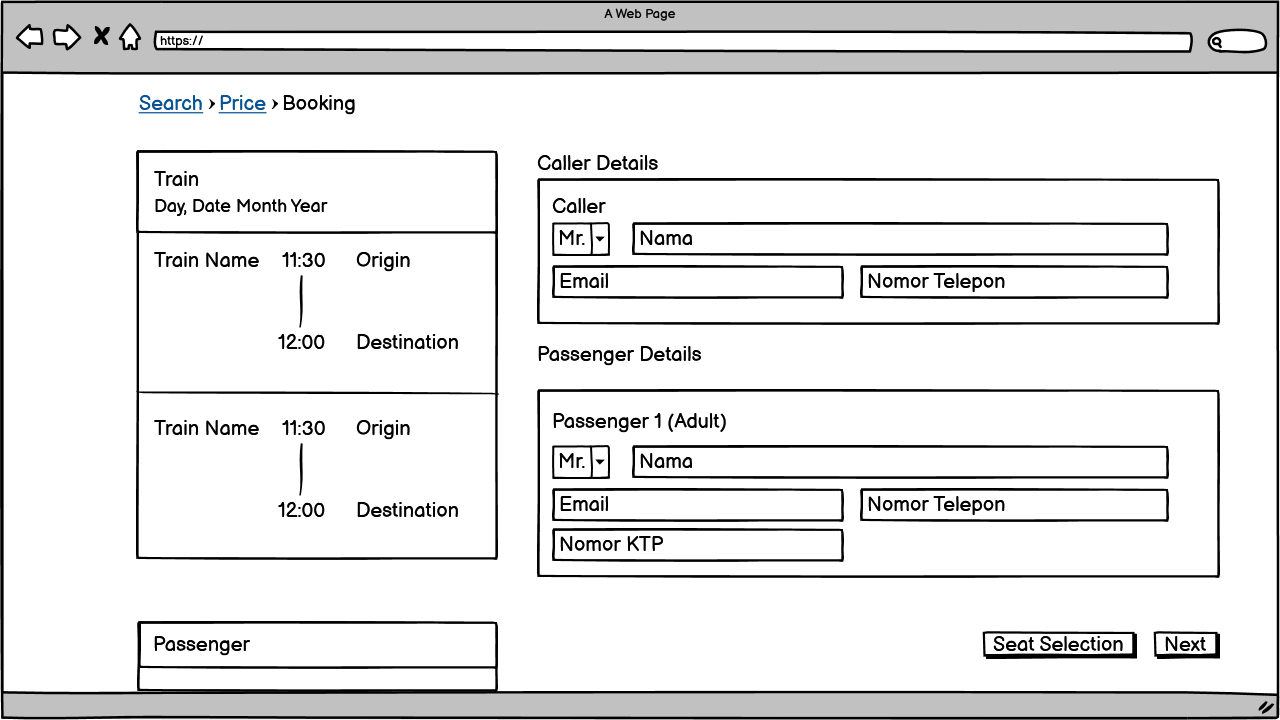 A Web Page
https://
Search › Price › Booking
Train
Day, Date Month Year
Train Name 11:30 Origin
12:00 Destination
Train Name 11:30 Origin
12:00 Destination
Passenger
Caller Details
Caller
Mr. Nama
Email Nomor Telepon
Passenger Details
Passenger 1 (Adult)
Mr. Nama
Email Nomor Telepon
Nomor KTP
Seat Selection Next